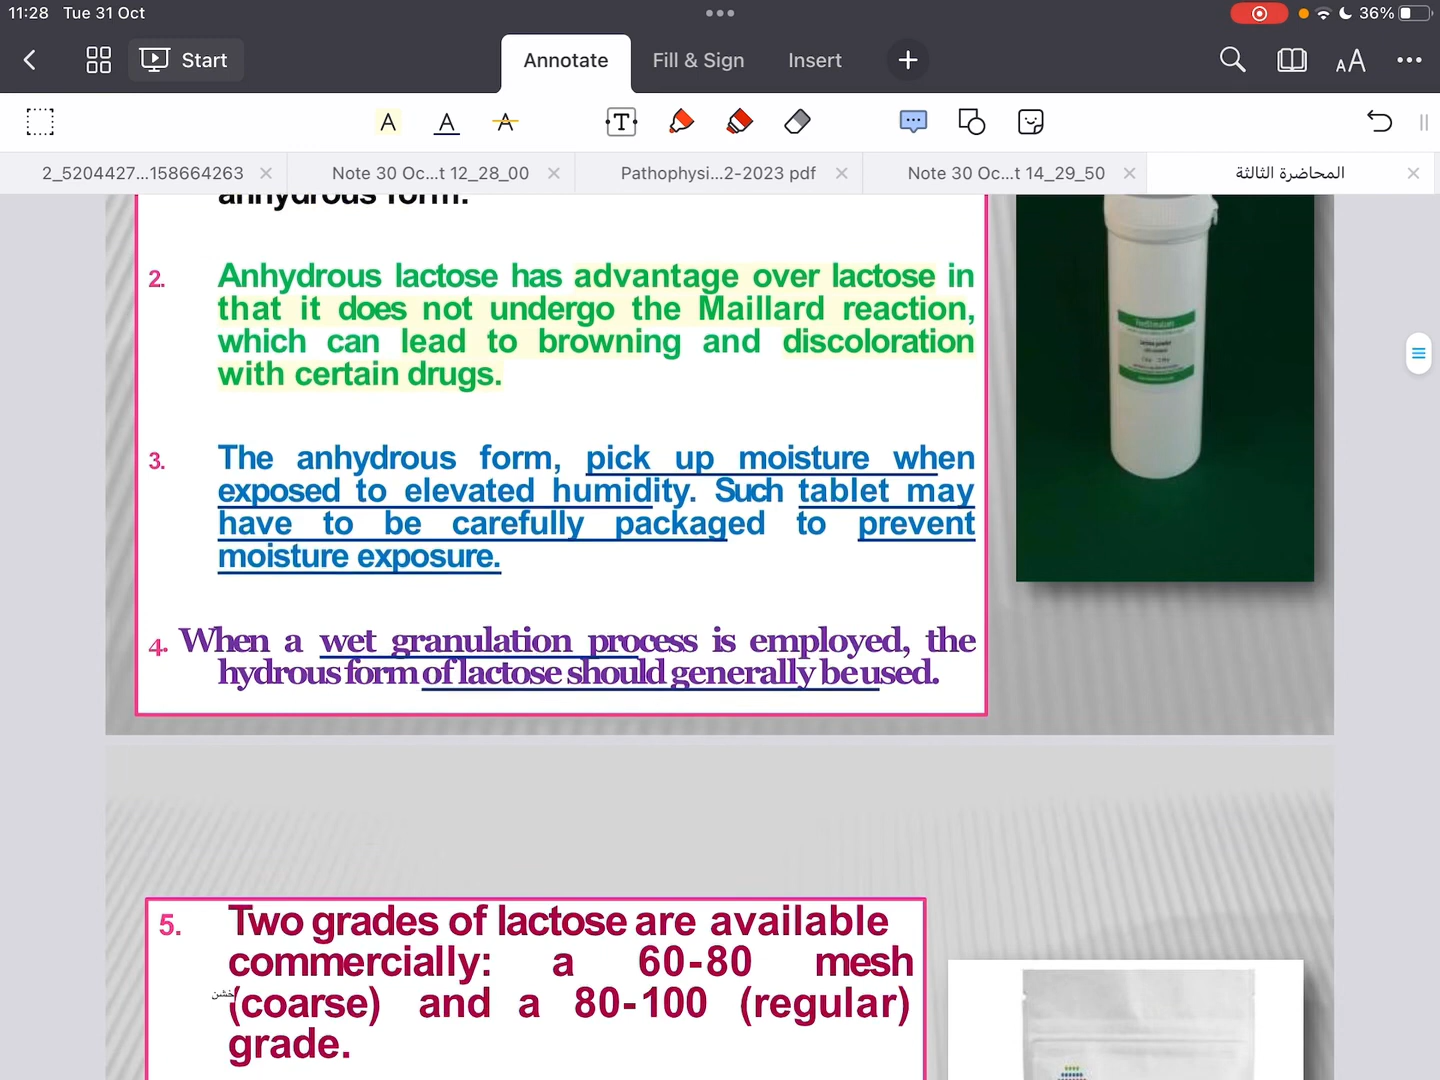 11:28 Tue 31 Oct
36%
Start
Annotate
Fill & Sign
Insert
AA
A A A T
2_5204427...158664263
Note 30 Oc...t 12_28_00
Pathophysi...2-2023 pdf
Note 30 Oc...t 14_29_50
المحاضرة الثالثة
anhydrous form.
2. Anhydrous lactose has advantage over lactose in
that it does not undergo the Maillard reaction,
which can lead to browning and discoloration
with certain drugs.
3. The anhydrous form, pick up moisture when
exposed to elevated humidity. Such tablet may
have to be carefully packaged to prevent
moisture exposure.
4. When a wet granulation process is employed, the
hydrous form of lactose should generally be used.
5. Two grades of lactose are available
commercially: a 60-80 mesh
خشن
(coarse) and a 80-100 (regular)
grade.